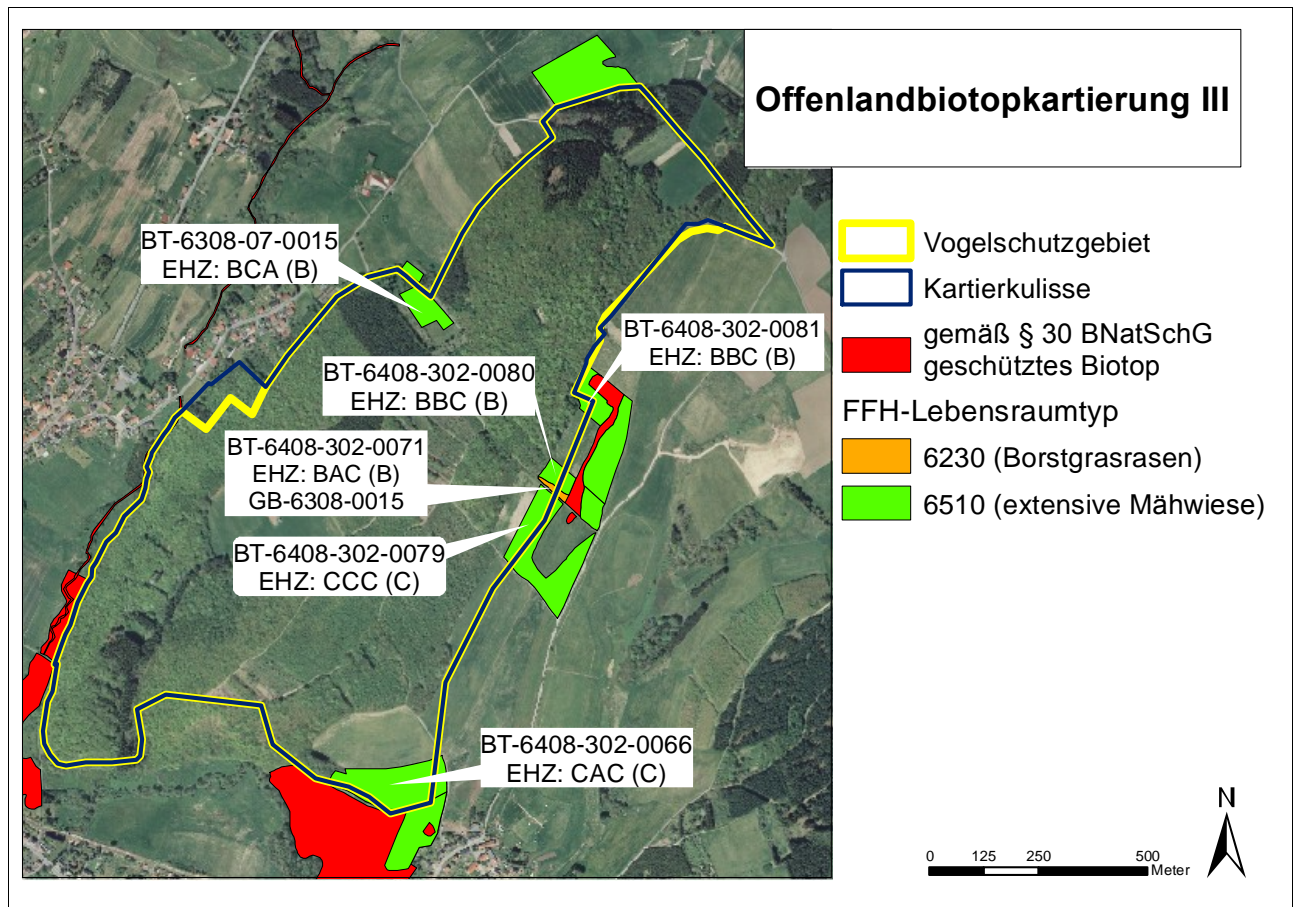 Offenlandbiotopkartierung III
BT-6308-07-0015
EHZ: BCA (B)
BT-6408-302-0081
EHZ: BBC (B)
BT-6408-302-0080
EHZ: BBC (B)
BT-6408-302-0071
EHZ: BAC (B)
GB-6308-0015
BT-6408-302-0079
EHZ: CCC (C)
BT-6408-302-0066
EHZ: CAC (C)
Vogelschutzgebiet
Kartierkulisse
gemäß § 30 BNatSchG
geschütztes Biotop
FFH-Lebensraumtyp
6230 (Borstgrasrasen)
6510 (extensive Mähwiese)
N
0 125 250 500
Meter